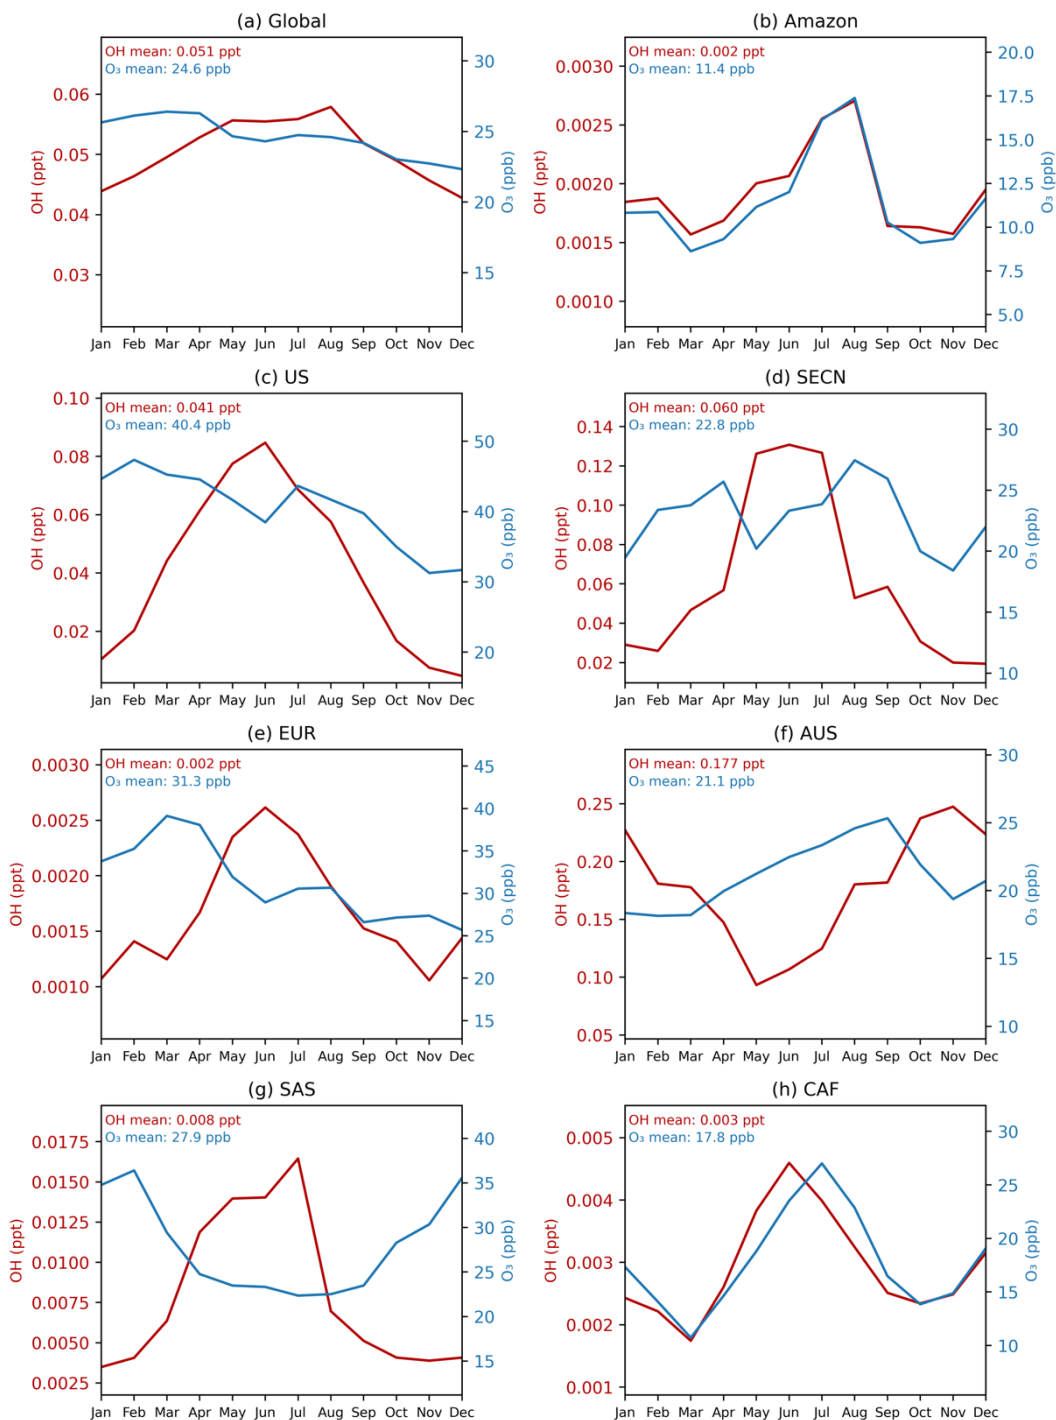 (a) Global
OH mean: 0.051 ppt
O₃ mean: 24.6 ppb
OH (ppt)
0.06
0.05
0.04
0.03
O₃ (ppb)
30
25
20
15
Jan Feb Mar Apr May Jun Jul Aug Sep Oct Nov Dec
(b) Amazon
OH mean: 0.002 ppt
O₃ mean: 11.4 ppb
OH (ppt)
0.0030
0.0025
0.0020
0.0015
0.0010
O₃ (ppb)
20.0
17.5
15.0
12.5
10.0
7.5
5.0
Jan Feb Mar Apr May Jun Jul Aug Sep Oct Nov Dec
(c) US
OH mean: 0.041 ppt
O₃ mean: 40.4 ppb
OH (ppt)
0.10
0.08
0.06
0.04
0.02
O₃ (ppb)
50
40
30
20
Jan Feb Mar Apr May Jun Jul Aug Sep Oct Nov Dec
(d) SECN
OH mean: 0.060 ppt
O₃ mean: 22.8 ppb
OH (ppt)
0.14
0.12
0.10
0.08
0.06
0.04
0.02
O₃ (ppb)
30
25
20
15
10
Jan Feb Mar Apr May Jun Jul Aug Sep Oct Nov Dec
(e) EUR
OH mean: 0.002 ppt
O₃ mean: 31.3 ppb
OH (ppt)
0.0030
0.0025
0.0020
0.0015
0.0010
O₃ (ppb)
45
40
35
30
25
20
15
Jan Feb Mar Apr May Jun Jul Aug Sep Oct Nov Dec
(f) AUS
OH mean: 0.177 ppt
O₃ mean: 21.1 ppb
OH (ppt)
0.25
0.20
0.15
0.10
0.05
O₃ (ppb)
30
25
20
15
10
Jan Feb Mar Apr May Jun Jul Aug Sep Oct Nov Dec
(g) SAS
OH mean: 0.008 ppt
O₃ mean: 27.9 ppb
OH (ppt)
0.0175
0.0150
0.0125
0.0100
0.0075
0.0050
0.0025
O₃ (ppb)
40
35
30
25
20
15
Jan Feb Mar Apr May Jun Jul Aug Sep Oct Nov Dec
(h) CAF
OH mean: 0.003 ppt
O₃ mean: 17.8 ppb
OH (ppt)
0.005
0.004
0.003
0.002
0.001
O₃ (ppb)
30
25
20
15
10
Jan Feb Mar Apr May Jun Jul Aug Sep Oct Nov Dec